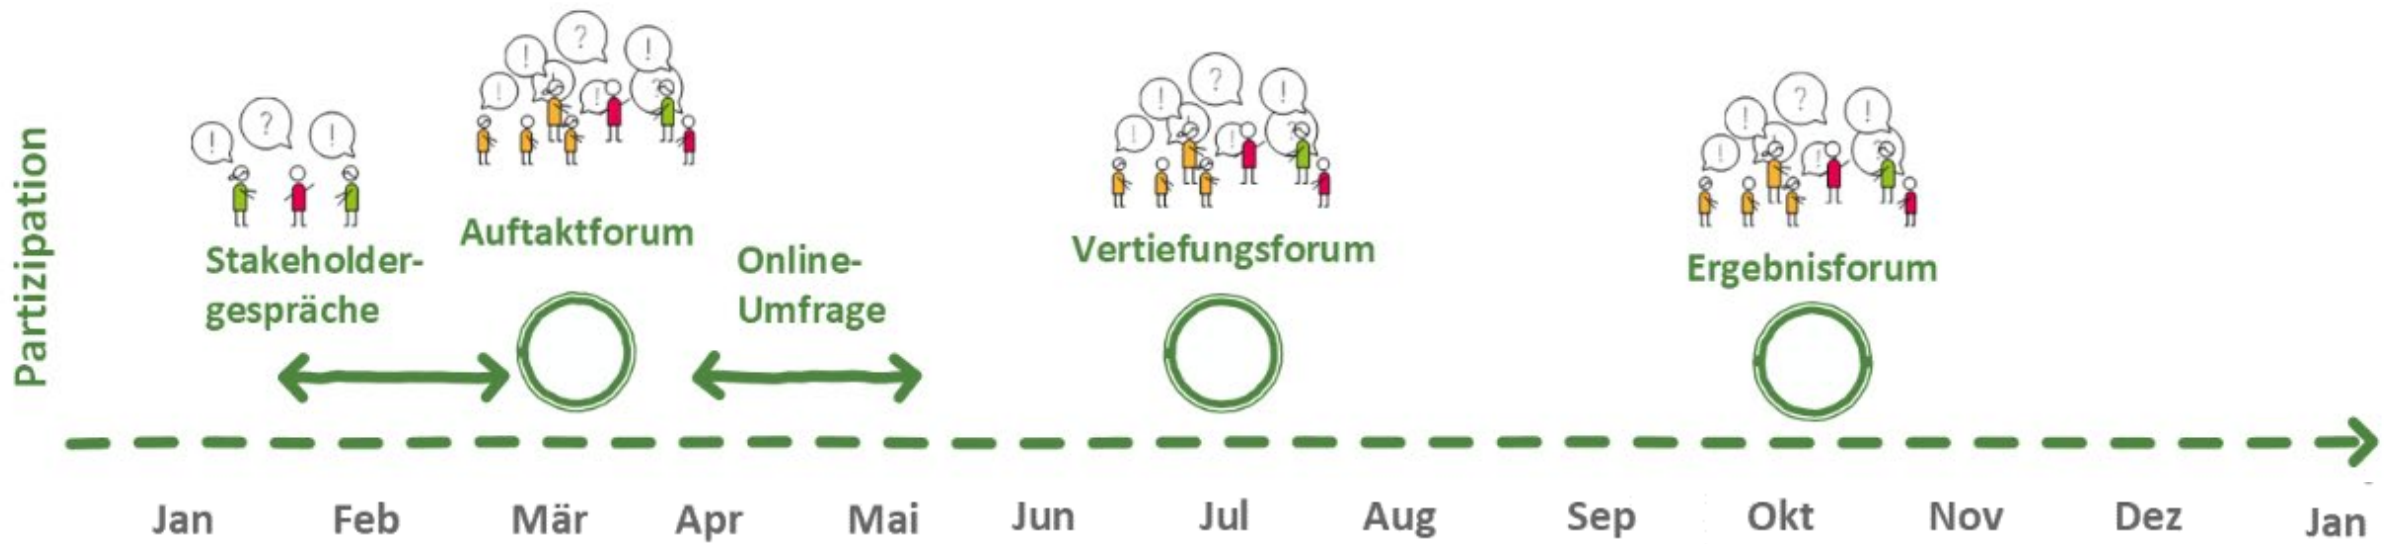 Partizipation
Stakeholder-
gespräche
Auftaktforum
Online-
Umfrage
Vertiefungsforum
Ergebnisforum
! ? !
! ! ? ! ! ?
! ! ? ! ! ?
! ! ? ! ! ?
Jan Feb Mär Apr Mai Jun Jul Aug Sep Okt Nov Dez Jan